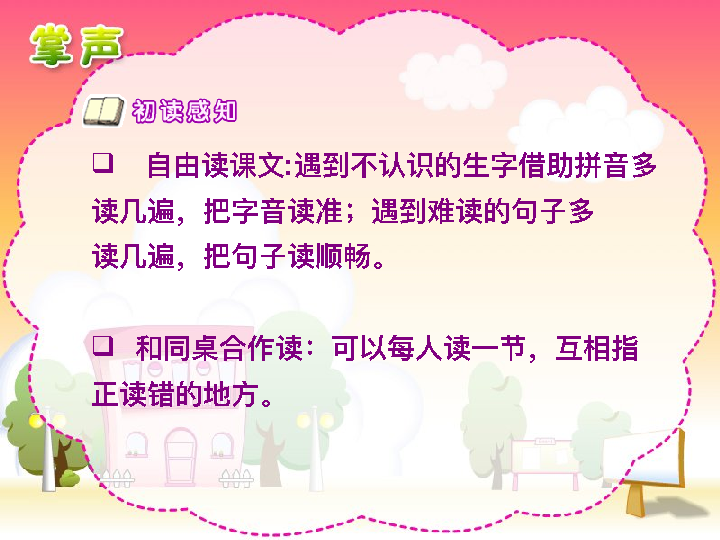 掌声
初读感知
❑ 自由读课文:遇到不认识的生字借助拼音多
读几遍，把字音读准；遇到难读的句子多
读几遍，把句子读顺畅。
❑ 和同桌合作读：可以每人读一节，互相指
正读错的地方。